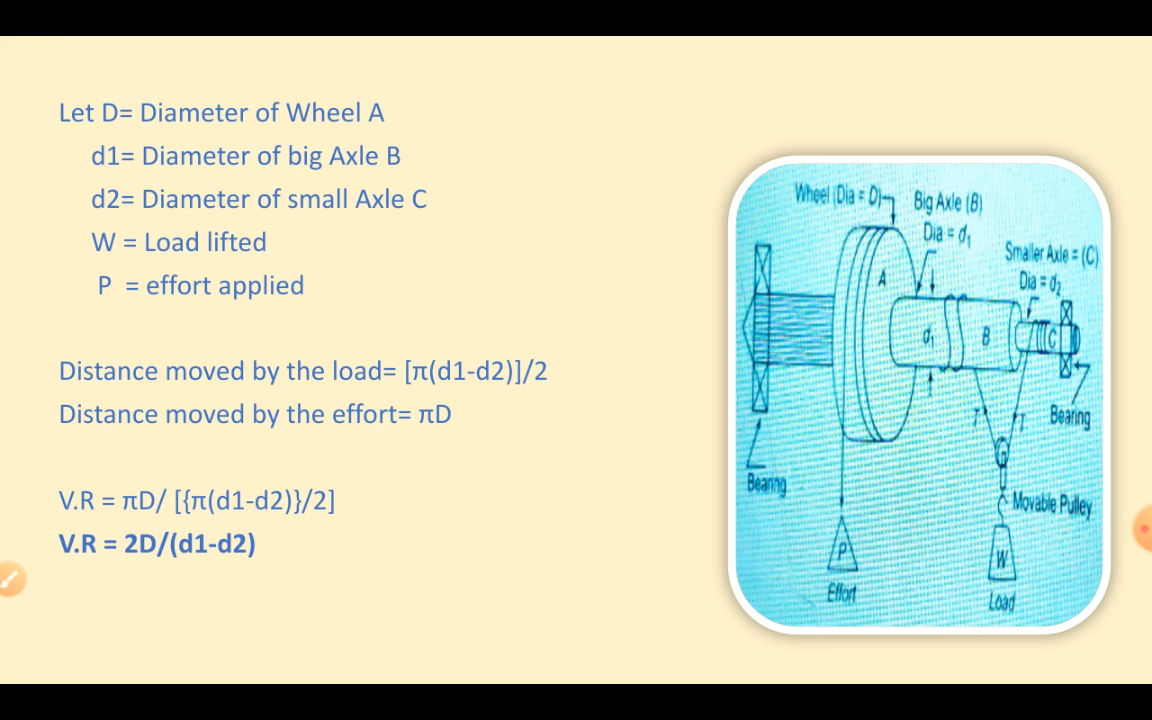 Let D= Diameter of Wheel A
d1= Diameter of big Axle B
d2= Diameter of small Axle C
W = Load lifted
P = effort applied
Distance moved by the load= [π(d1-d2)]/2
Distance moved by the effort= πD
V.R = πD/ [{π(d1-d2)}/2]
V.R = 2D/(d1-d2)
Wheel (Dia = D)
Big Axle (B)
Dia = d₁
Smaller Axle = (C)
Dia = d₂
A
d₁
B
C
T
T
Bearing
Bearing
Movable Pulley
P
W
Effort
Load